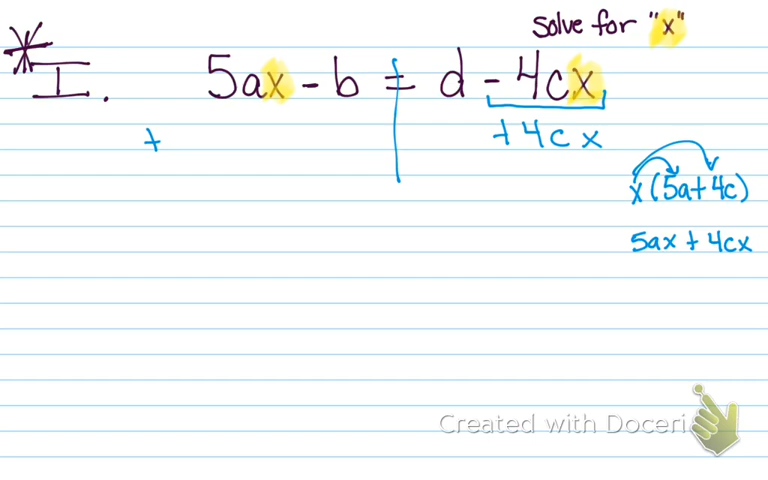 Solve for "x"
* I. 5ax - b = d - 4cx
+ +4cx
x(5a+4c)
5ax + 4cx
Created with Doceri